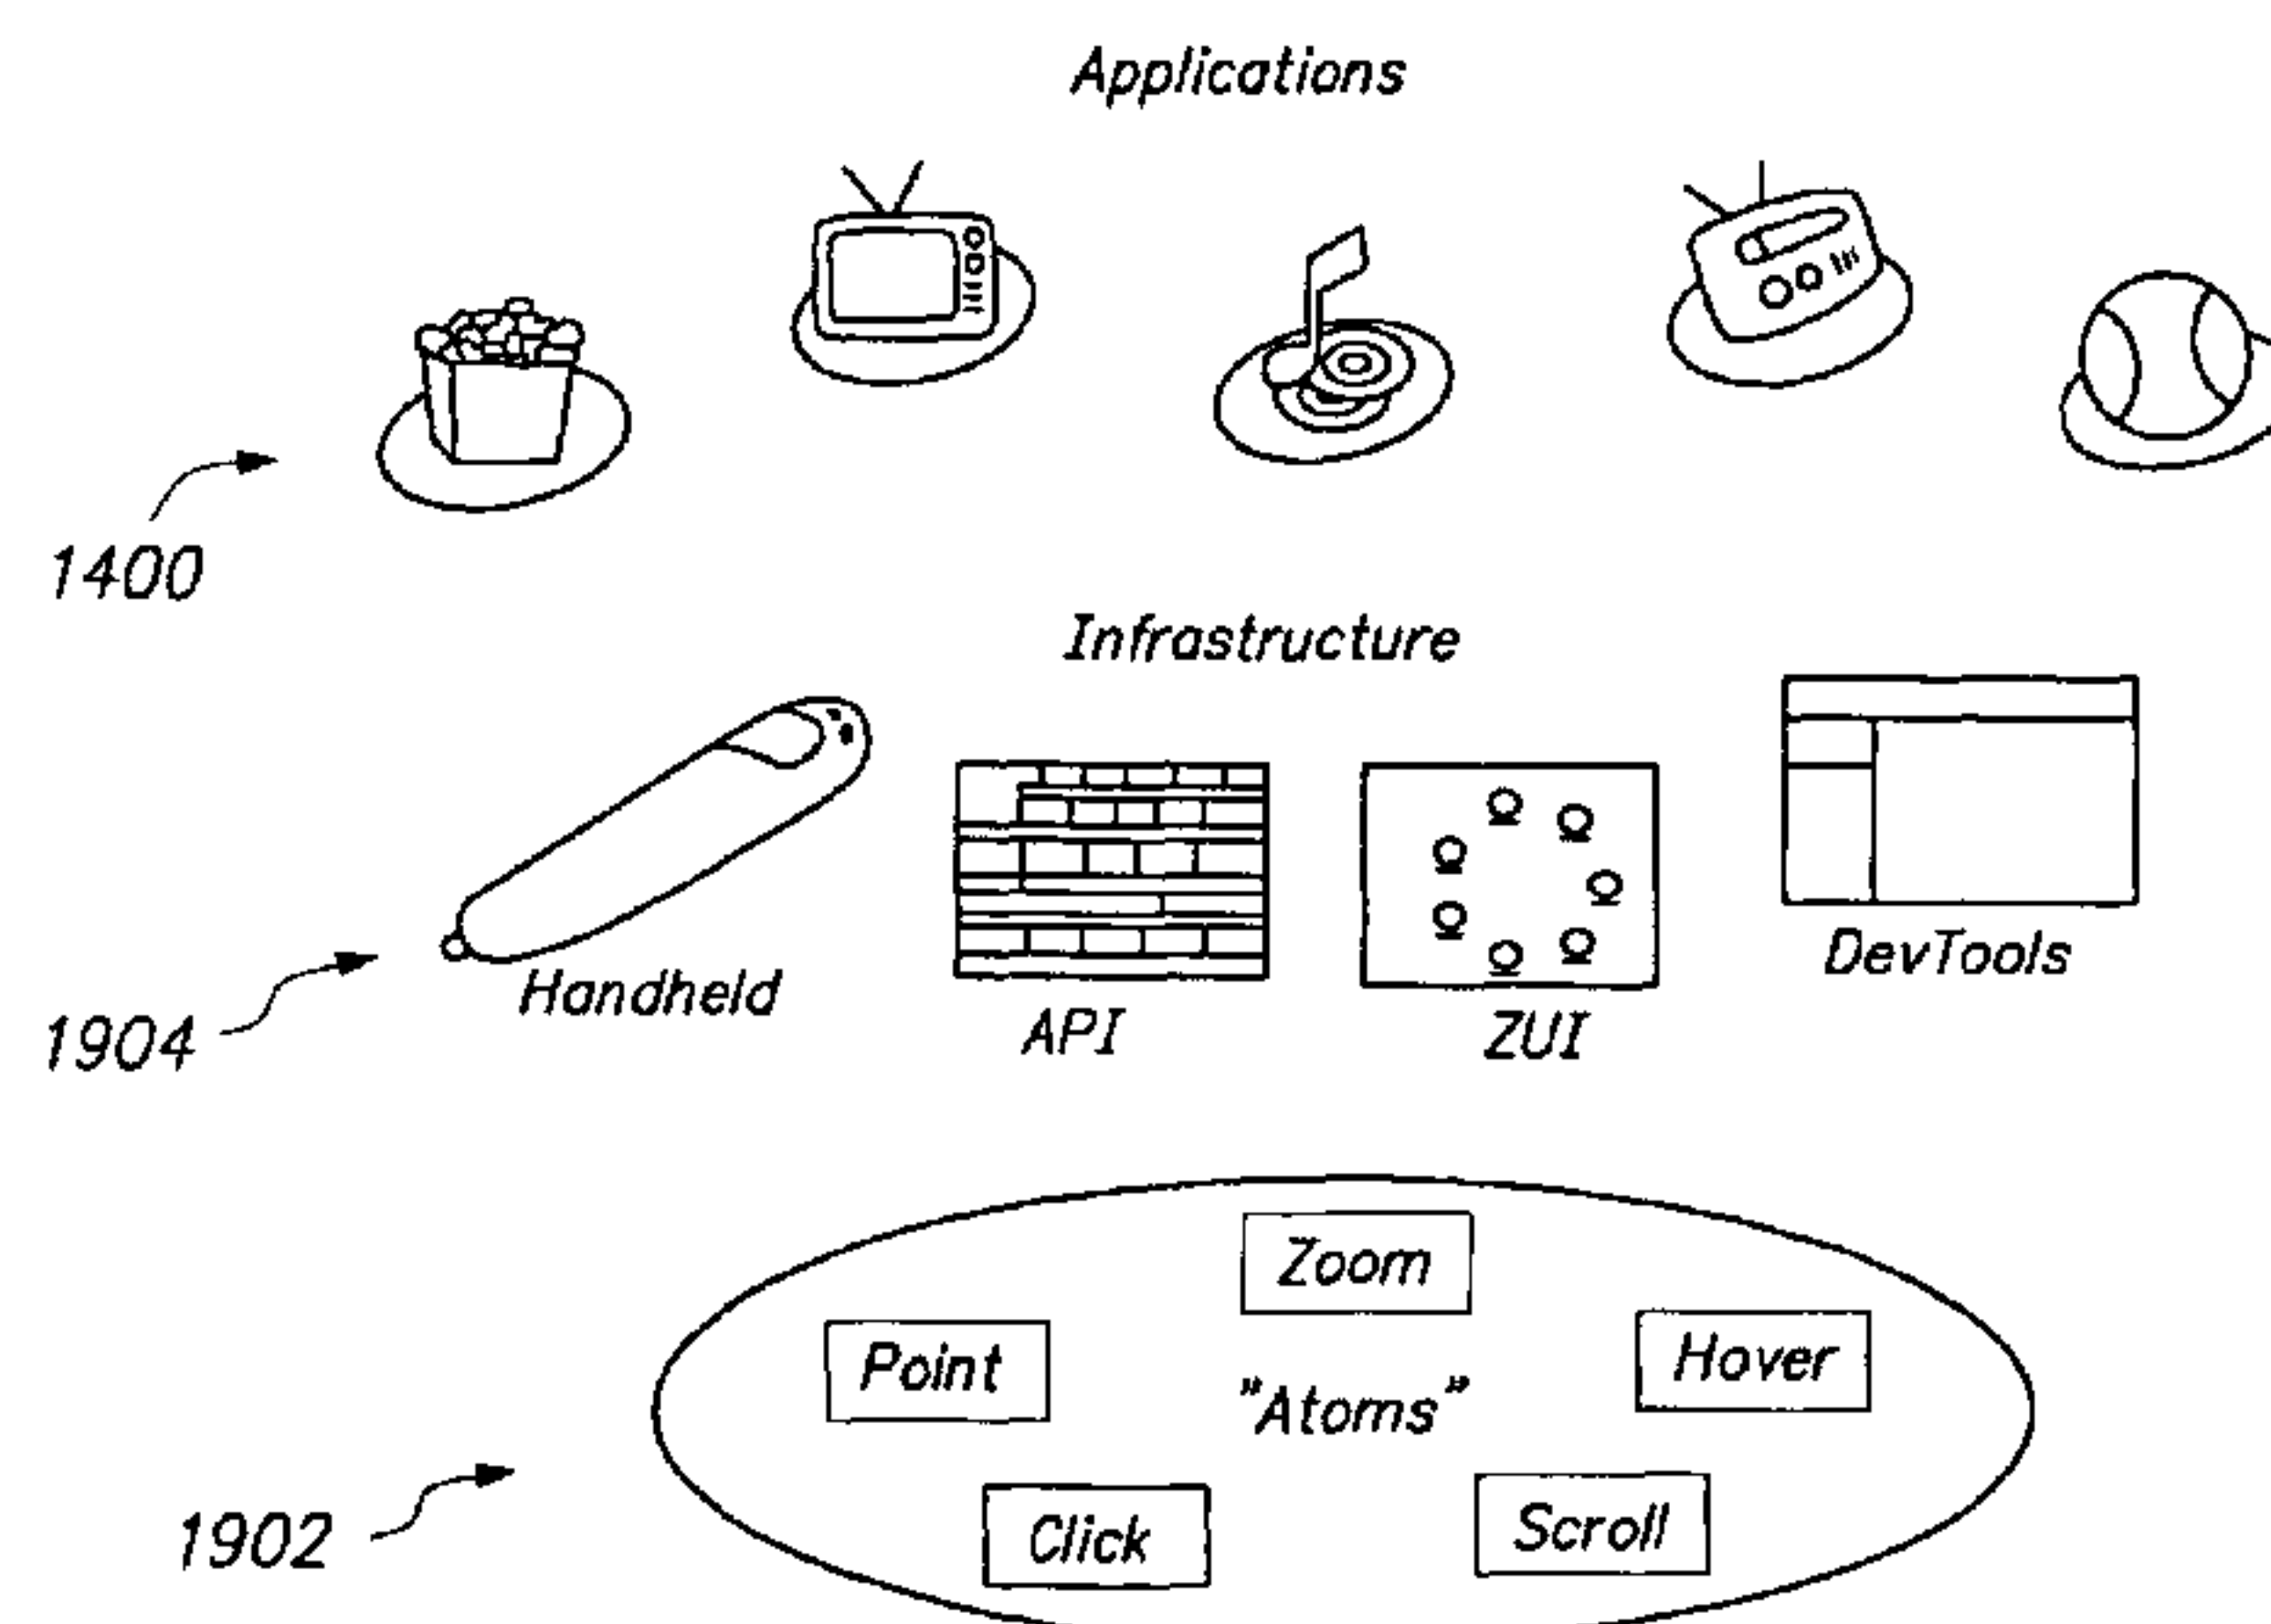 Applications
1400
Infrastructure
Handheld
API
ZUI
DevTools
1904
Zoom
Point
Hover
"Atoms"
Click
Scroll
1902